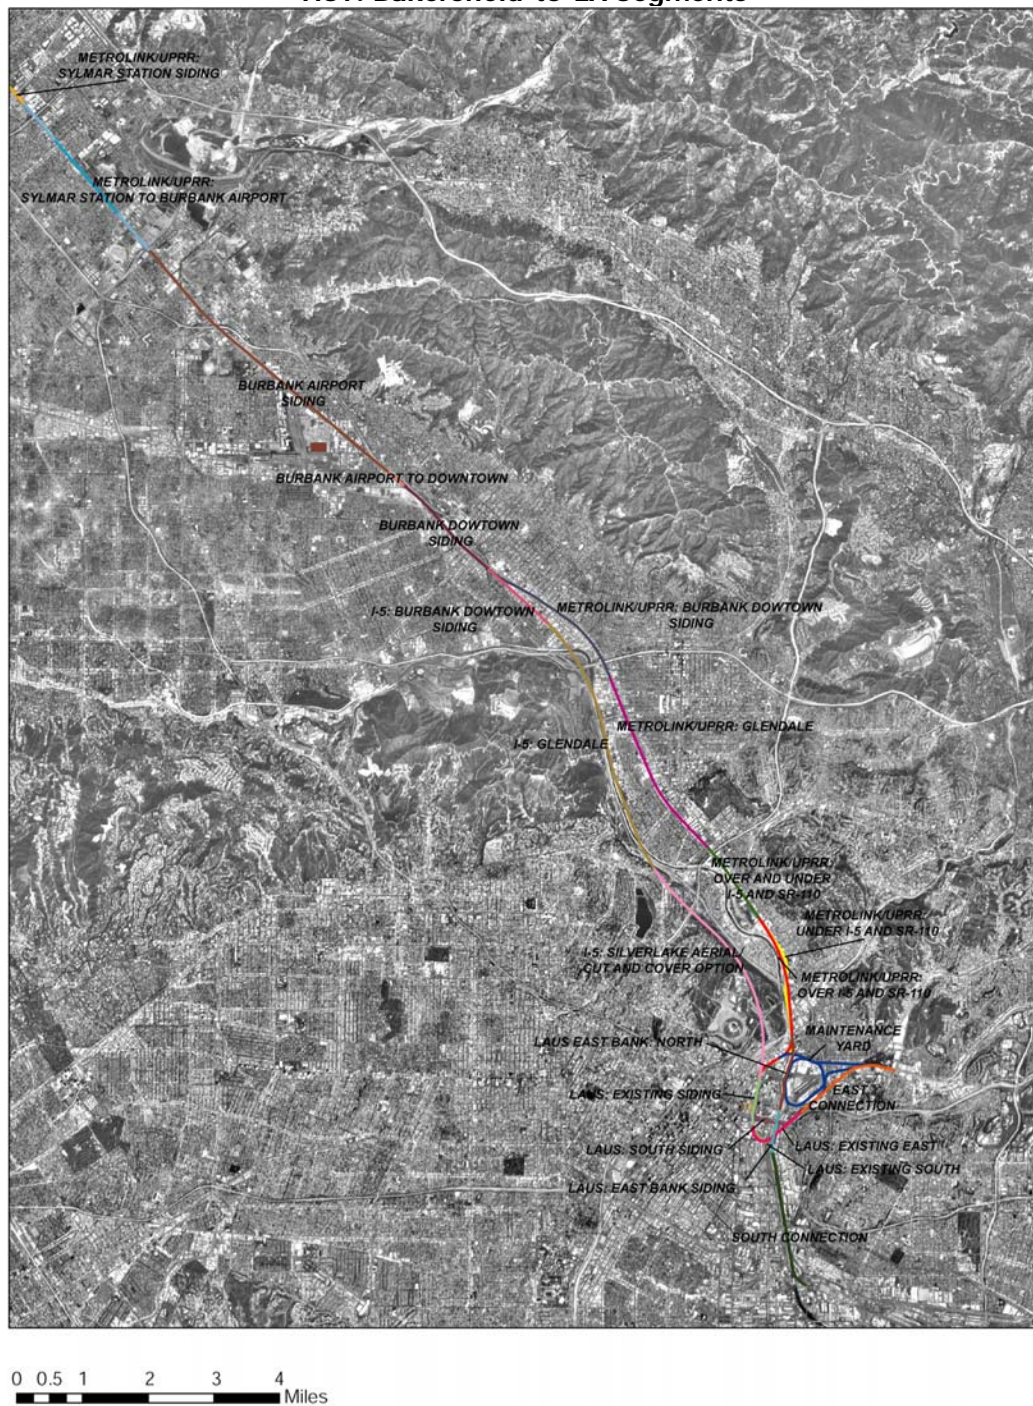 METROLINK/UPRR:
SYLMAR STATION SIDING
METROLINK/UPRR:
SYLMAR STATION TO BURBANK AIRPORT
BURBANK AIRPORT
SIDING
BURBANK AIRPORT TO DOWNTOWN
BURBANK DOWTOWN
SIDING
I-5: BURBANK DOWTOWN
SIDING
METROLINK/UPRR: BURBANK DOWTOWN
SIDING
METROLINK/UPRR: GLENDALE
I-5: GLENDALE
METROLINK/UPRR:
OVER AND UNDER
I-5 AND SR-110
METROLINK/UPRR:
UNDER I-5 AND SR-110
I-5: SILVERLAKE AERIAL/
CUT AND COVER OPTION
METROLINK/UPRR:
OVER I-5 AND SR-110
LAUS EAST BANK: NORTH
MAINTENANCE
YARD
LAUS: EXISTING SIDING
EAST
CONNECTION
LAUS: SOUTH SIDING
LAUS: EXISTING EAST
LAUS: EXISTING SOUTH
LAUS: EAST BANK SIDING
SOUTH CONNECTION
0 0.5 1 2 3 4
Miles